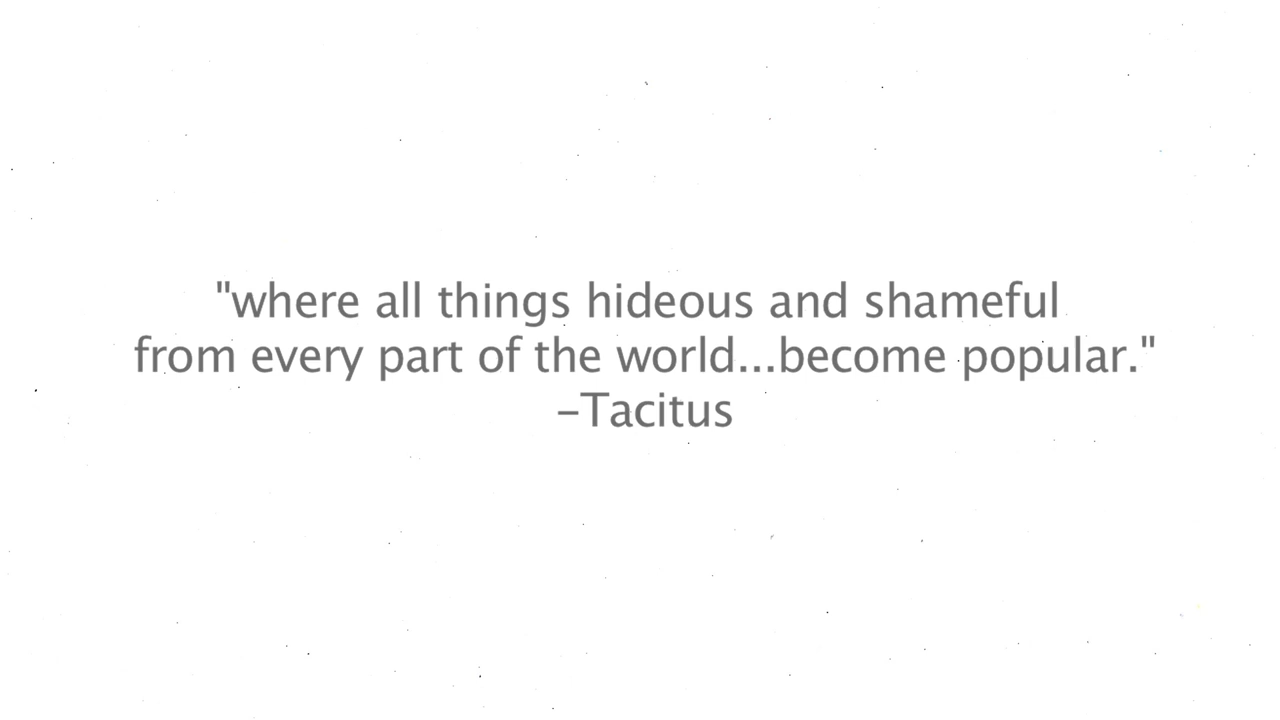 "where all things hideous and shameful
from every part of the world...become popular."
–Tacitus